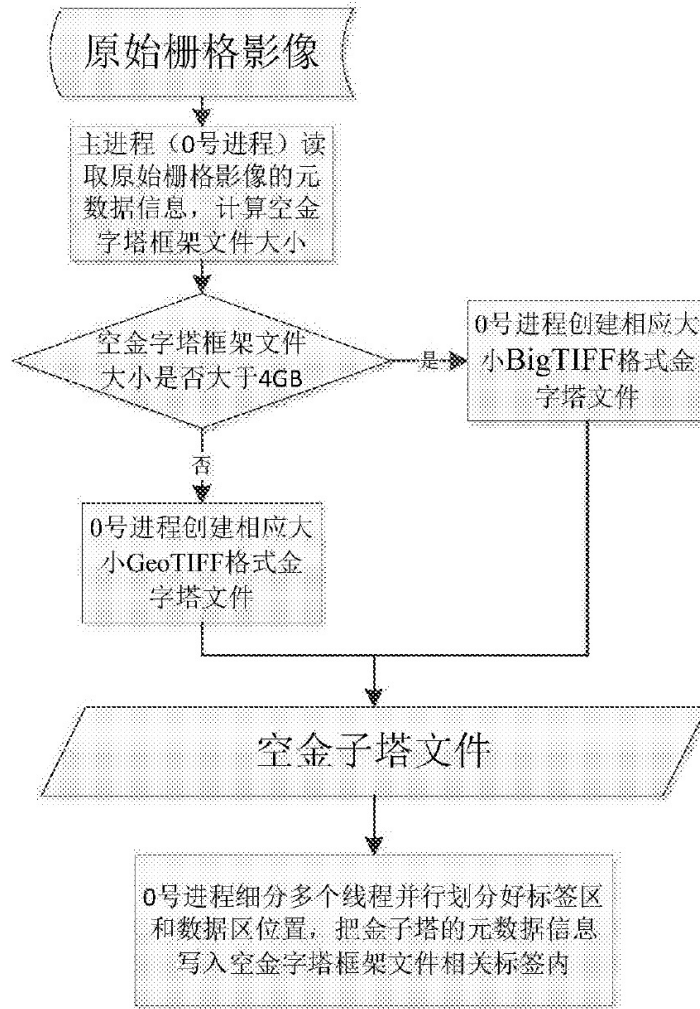 原始栅格影像
主进程（0号进程）读
取原始栅格影像的元
数据信息，计算空金
字塔框架文件大小
空金字塔框架文件
大小是否大于4GB
是
0号进程创建相应大
小BigTIFF格式金
字塔文件
否
0号进程创建相应大
小GeoTIFF格式金
字塔文件
空金子塔文件
0号进程细分多个线程并行划分好标签区
和数据区位置，把金子塔的元数据信息
写入空金字塔框架文件相关标签内